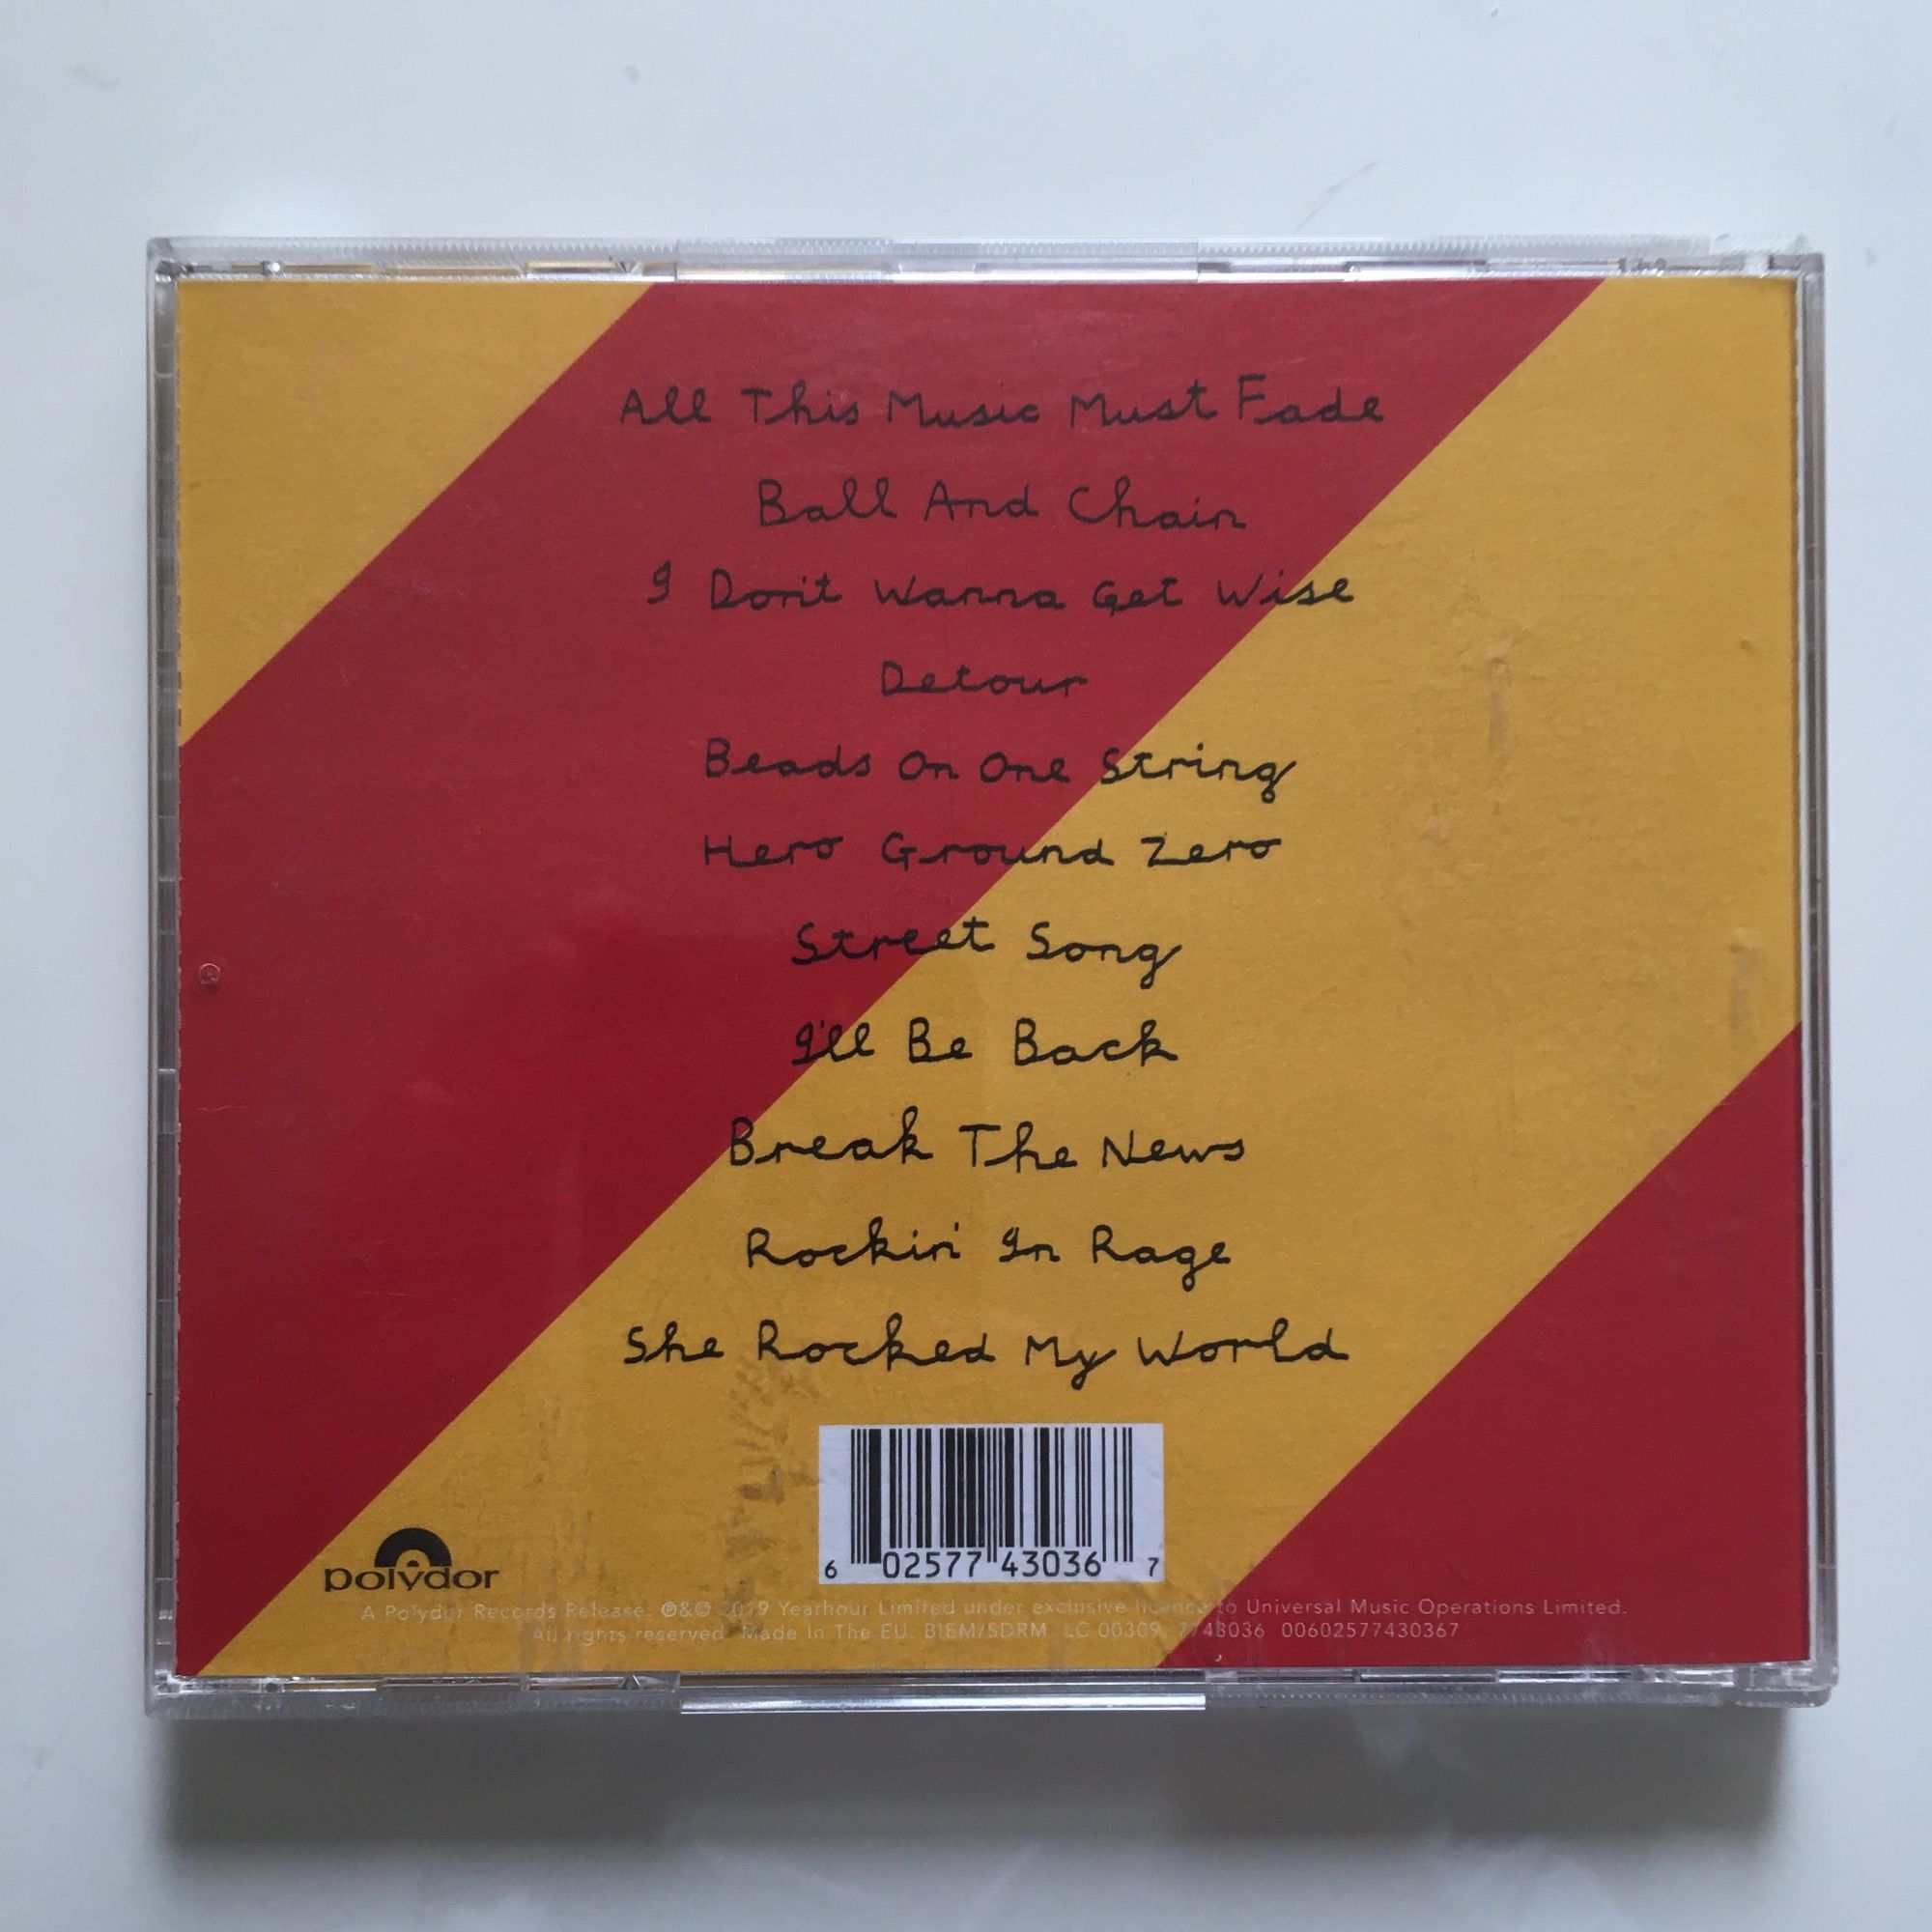 All This Music Must Fade
Ball And Chain
I Don't Wanna Get Wise
Detour
Beads On One String
Hero Ground Zero
Street Song
I'll Be Back
Break The News
Rockin' In Rage
She Rocked My World
6 02577 43036 7
polydor
A Polydor Records Release. ℗&© 2019 Yearhour Limited under exclusive licence to Universal Music Operations Limited.
All rights reserved. Made In The EU. BIEM/SDRM LC 00309. 7743036 00602577430367